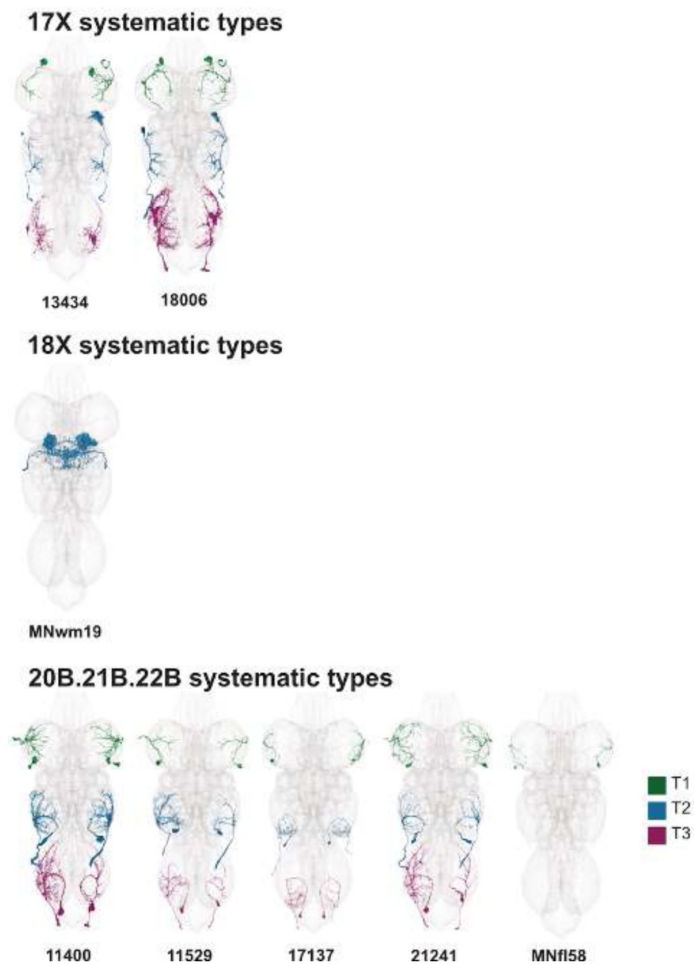 17X systematic types
13434 18006
18X systematic types
MNwm19
20B.21B.22B systematic types
T1
T2
T3
11400 11529 17137 21241 MNfl58